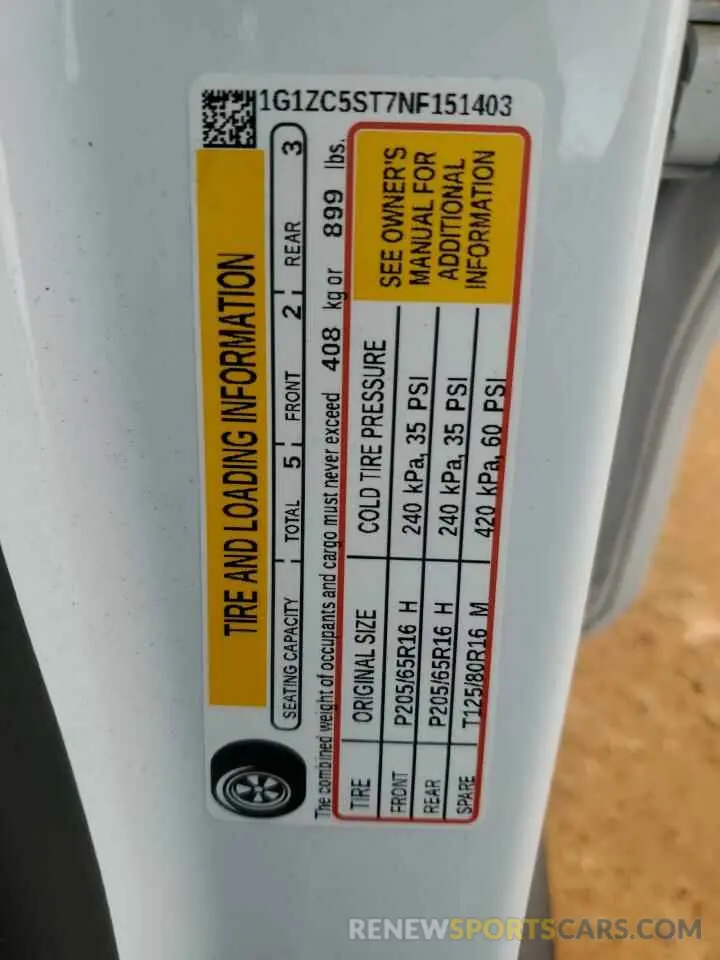 1G1ZC5ST7NF151403
TIRE AND LOADING INFORMATION
SEATING CAPACITY TOTAL 5 FRONT 2 REAR 3
The combined weight of occupants and cargo must never exceed 408 kg or 899 lbs.
TIRE ORIGINAL SIZE COLD TIRE PRESSURE
FRONT P205/65R16 H 240 kPa, 35 PSI
REAR P205/65R16 H 240 kPa, 35 PSI
SPARE T125/80R16 M 420 kPa, 60 PSI
SEE OWNER'S
MANUAL FOR
ADDITIONAL
INFORMATION
RENEWSPORTSCARS.COM